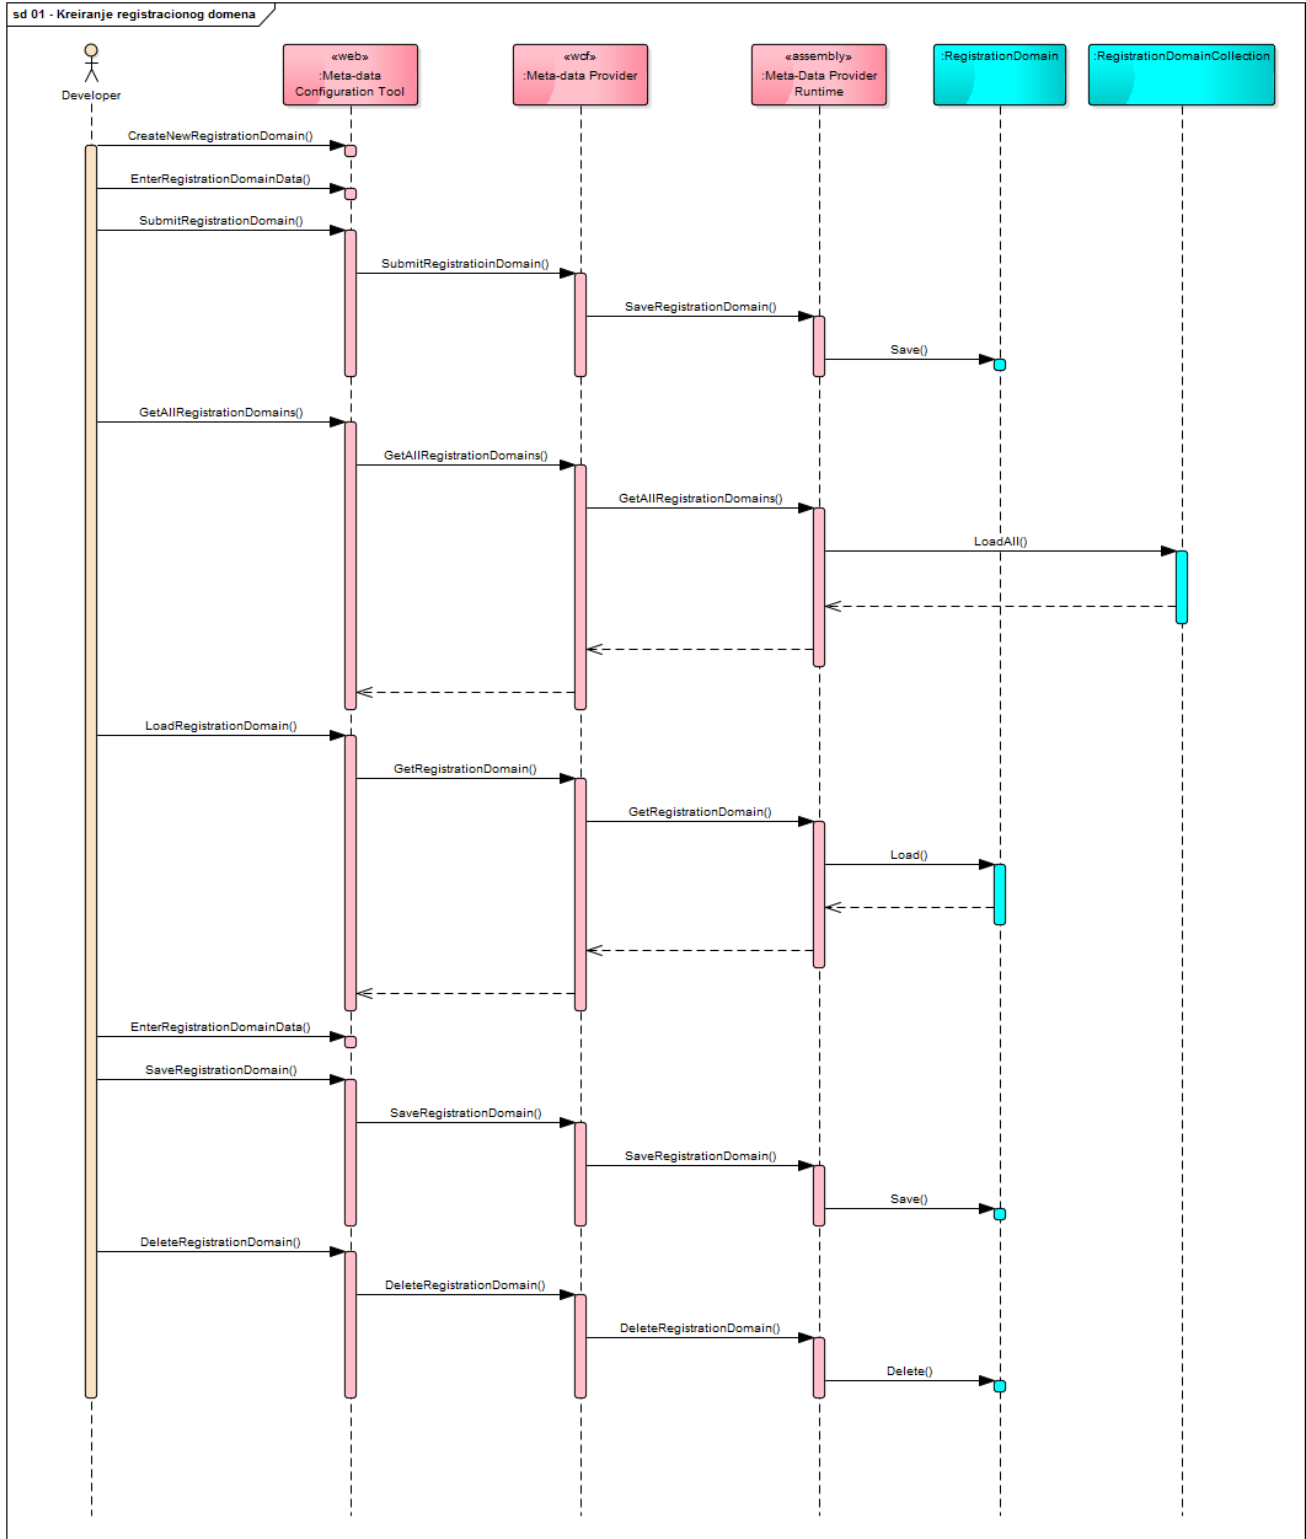 sd 01 - Kreiranje registracionog domena
Developer
«web»
:Meta-data
Configuration Tool
«wcf»
:Meta-data Provider
«assembly»
:Meta-Data Provider
Runtime
:RegistrationDomain
:RegistrationDomainCollection
CreateNewRegistrationDomain()
EnterRegistrationDomainData()
SubmitRegistrationDomain()
SubmitRegistratioinDomain()
SaveRegistrationDomain()
Save()
GetAllRegistrationDomains()
GetAllRegistrationDomains()
GetAllRegistrationDomains()
LoadAll()
LoadRegistrationDomain()
GetRegistrationDomain()
GetRegistrationDomain()
Load()
EnterRegistrationDomainData()
SaveRegistrationDomain()
SaveRegistrationDomain()
SaveRegistrationDomain()
Save()
DeleteRegistrationDomain()
DeleteRegistrationDomain()
DeleteRegistrationDomain()
Delete()